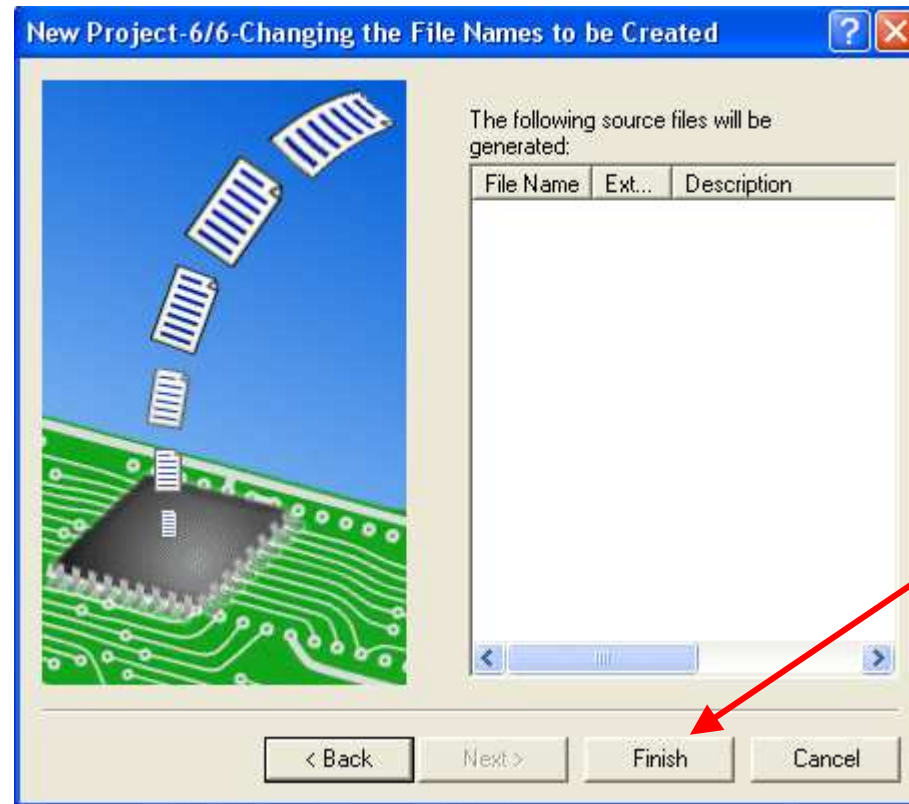 New Project-6/6-Changing the File Names to be Created
The following source files will be
generated:
File Name Ext... Description
< Back Next > Finish Cancel